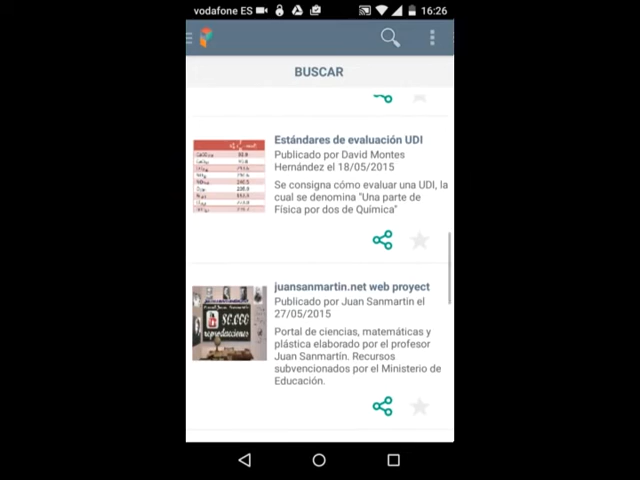 vodafone ES 16:26
BUSCAR
Estándares de evaluación UDI
Publicado por David Montes
Hernández el 18/05/2015
Se consigna cómo evaluar una UDI, la
cual se denomina "Una parte de
Física por dos de Química"
juansanmartin.net web proyect
Publicado por Juan Sanmartin el
27/05/2015
Portal de ciencias, matemáticas y
plástica elaborado por el profesor
Juan Sanmartín. Recursos
subvencionados por el Ministerio de
Educación.
50.000
reproducciones